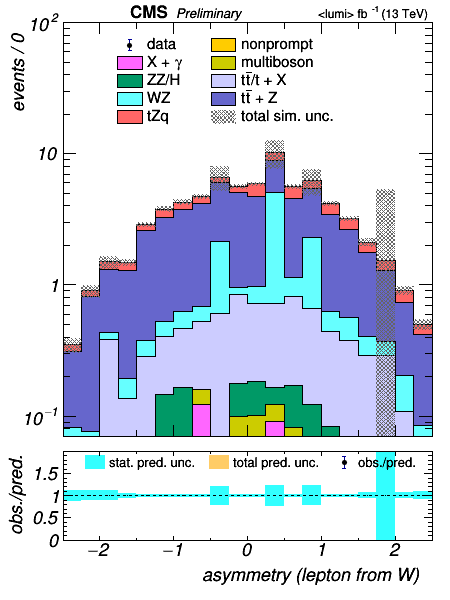 CMS Preliminary <lumi> fb⁻¹ (13 TeV)
events / 0
10²
10
1
10⁻¹
data
X + γ
ZZ/H
WZ
tZq
nonprompt
multiboson
tt̄/t + X
tt̄ + Z
total sim. unc.
obs./pred.
1.5
1
0.5
0
stat. pred. unc. total pred. unc. obs./pred.
−2 −1 0 1 2
asymmetry (lepton from W)